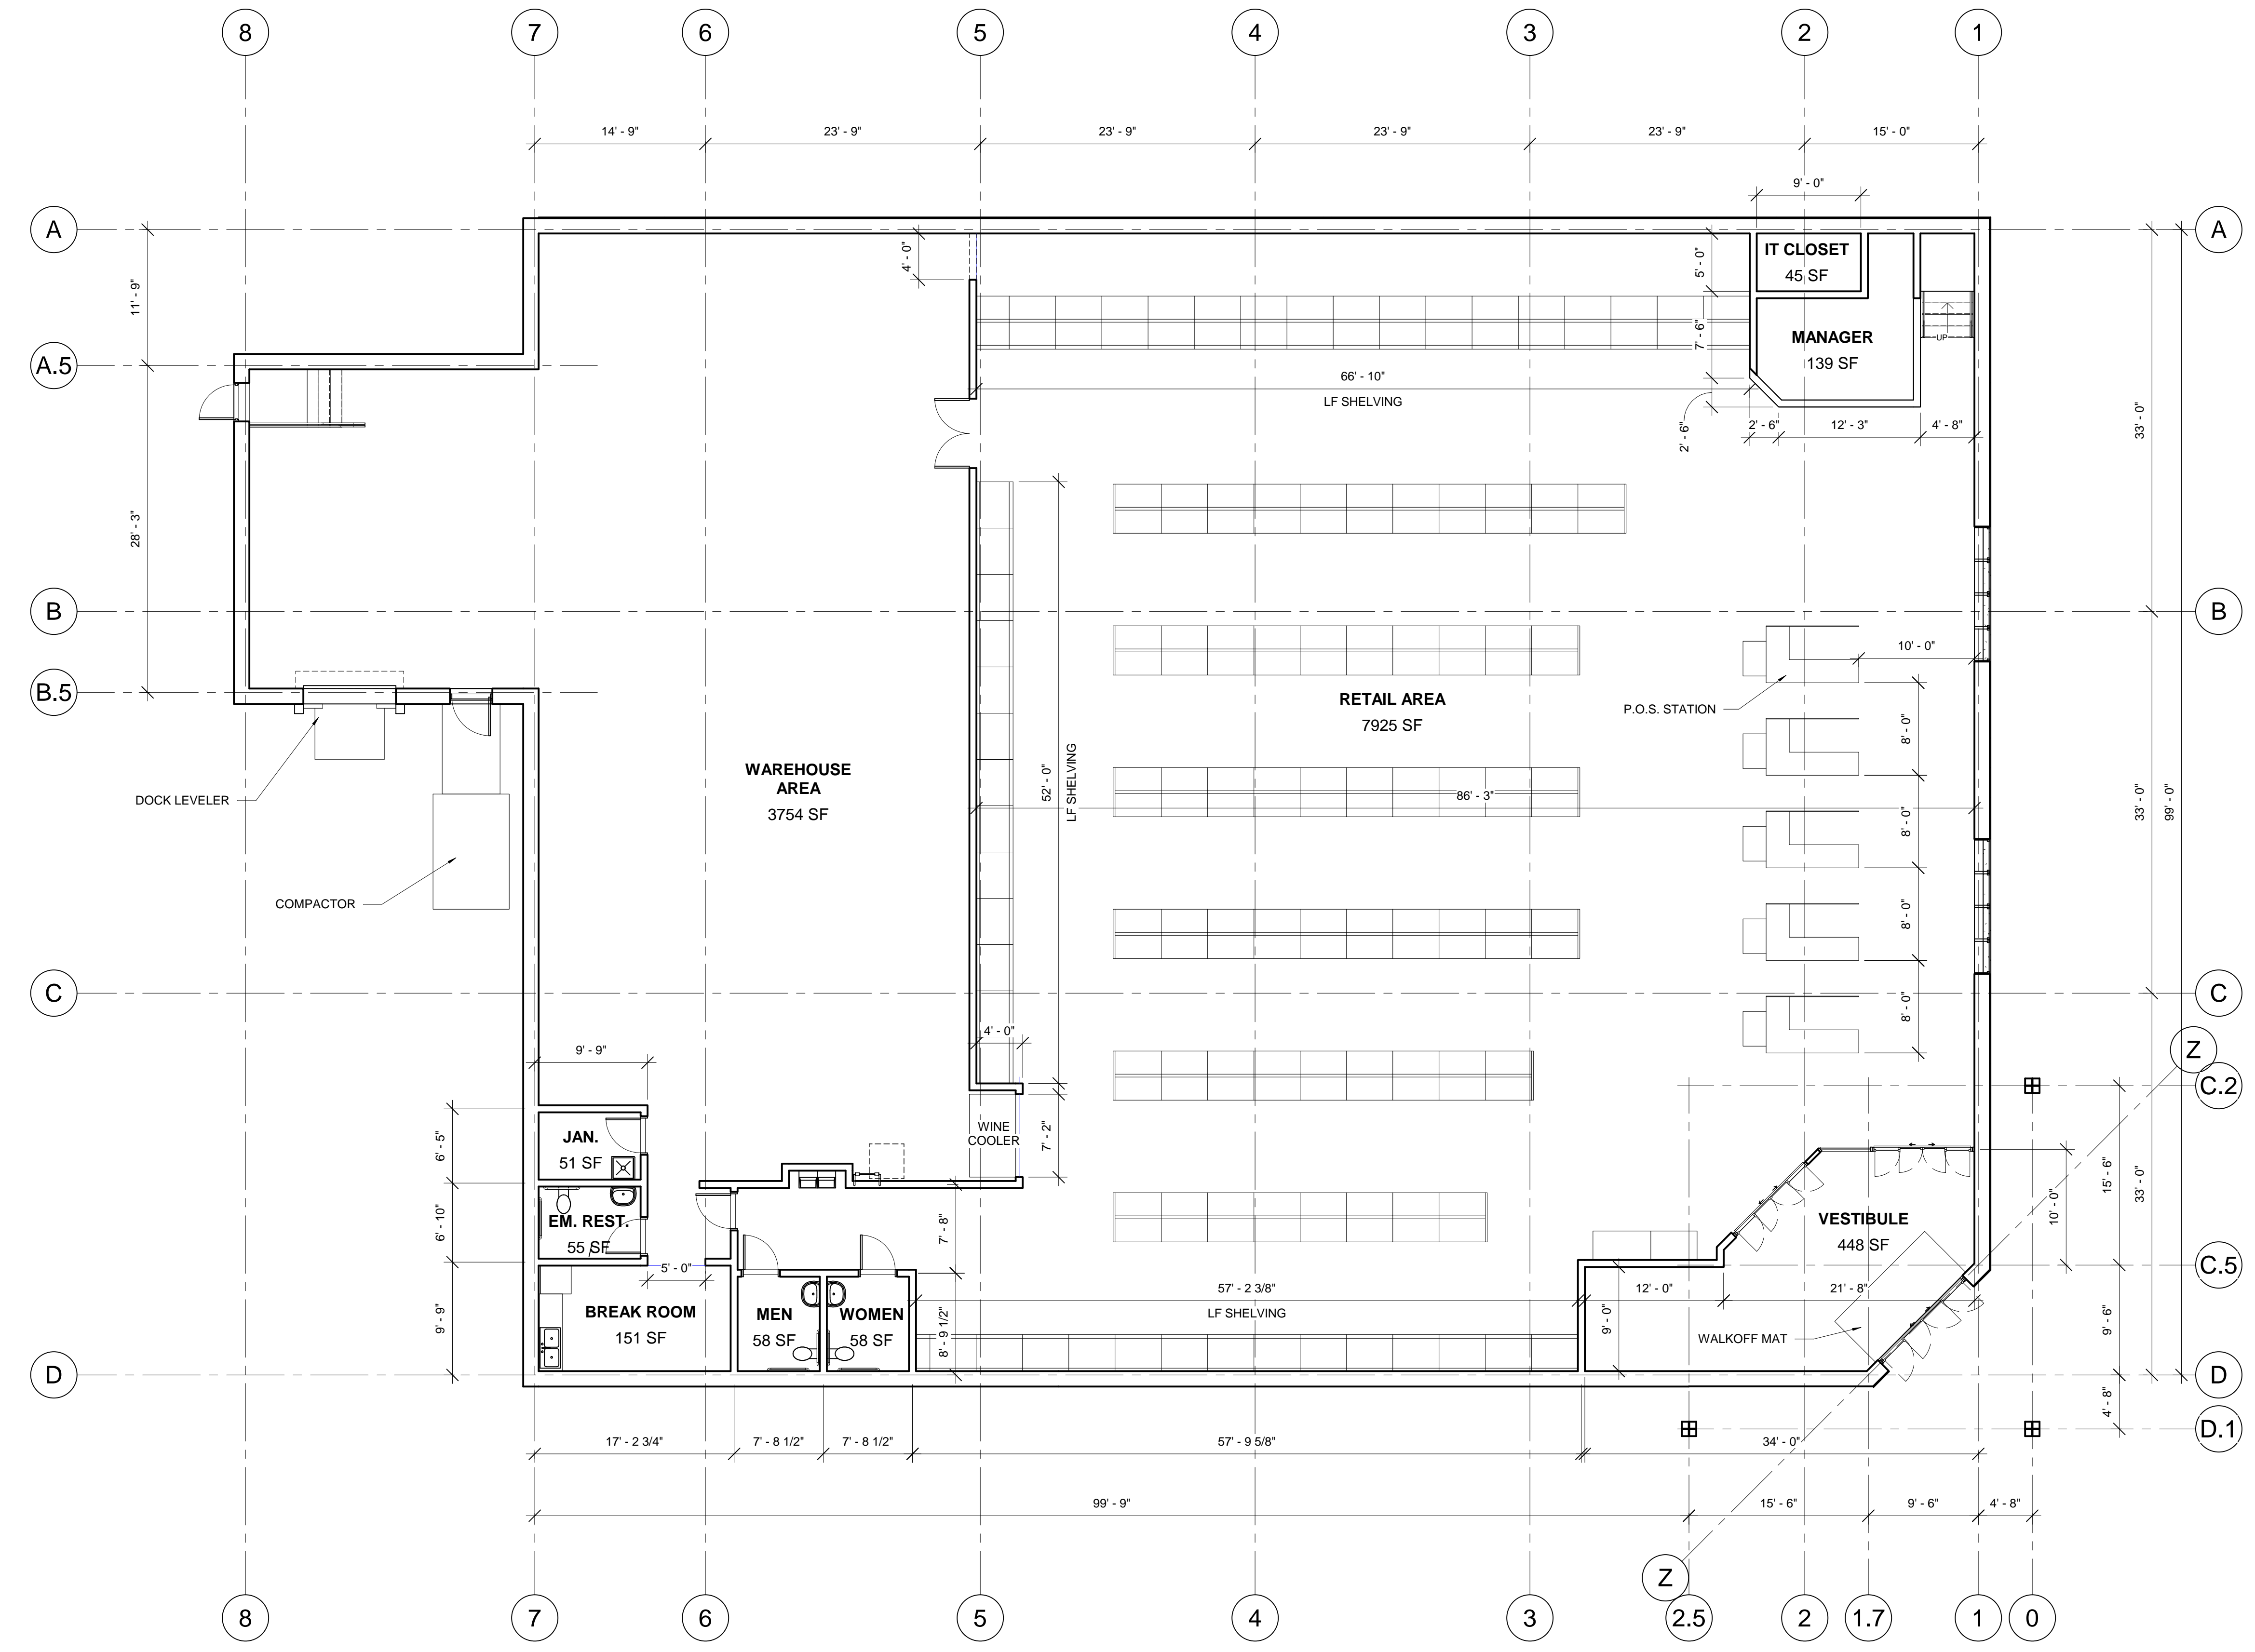 8 7 6 5 4 3 2 1
14' - 9" 23' - 9" 23' - 9" 23' - 9" 23' - 9" 15' - 0"
9' - 0"
A A
4' - 0"
5' - 0"
IT CLOSET
45 SF
11' - 9"
7' - 6"
MANAGER
139 SF
UP
A.5
66' - 10"
LF SHELVING
2' - 6"
2' - 6" 12' - 3" 4' - 8"
33' - 0"
28' - 3"
B B
10' - 0"
B.5
RETAIL AREA
7925 SF
P.O.S. STATION
8' - 0"
WAREHOUSE
AREA
3754 SF
DOCK LEVELER
52' - 0"
LF SHELVING
86' - 3"
8' - 0"
33' - 0"
99' - 0"
COMPACTOR
8' - 0"
C C
8' - 0"
4' - 0"
9' - 9"
Z
C.2
WINE
COOLER
7' - 2"
6' - 5"
JAN.
51 SF
15' - 6"
33' - 0"
10' - 0"
6' - 10"
EM. REST.
55 SF
7' - 8"
VESTIBULE
448 SF
C.5
5' - 0"
57' - 2 3/8"
LF SHELVING
12' - 0" 21' - 8"
9' - 9"
BREAK ROOM
151 SF
MEN
58 SF
WOMEN
58 SF
8' - 9 1/2"
9' - 0"
WALKOFF MAT
9' - 6"
D D
4' - 8"
D.1
17' - 2 3/4" 7' - 8 1/2" 7' - 8 1/2" 57' - 9 5/8" 34' - 0"
99' - 9" 15' - 6" 9' - 6" 4' - 8"
Z
8 7 6 5 4 3 2.5 2 1.7 1 0